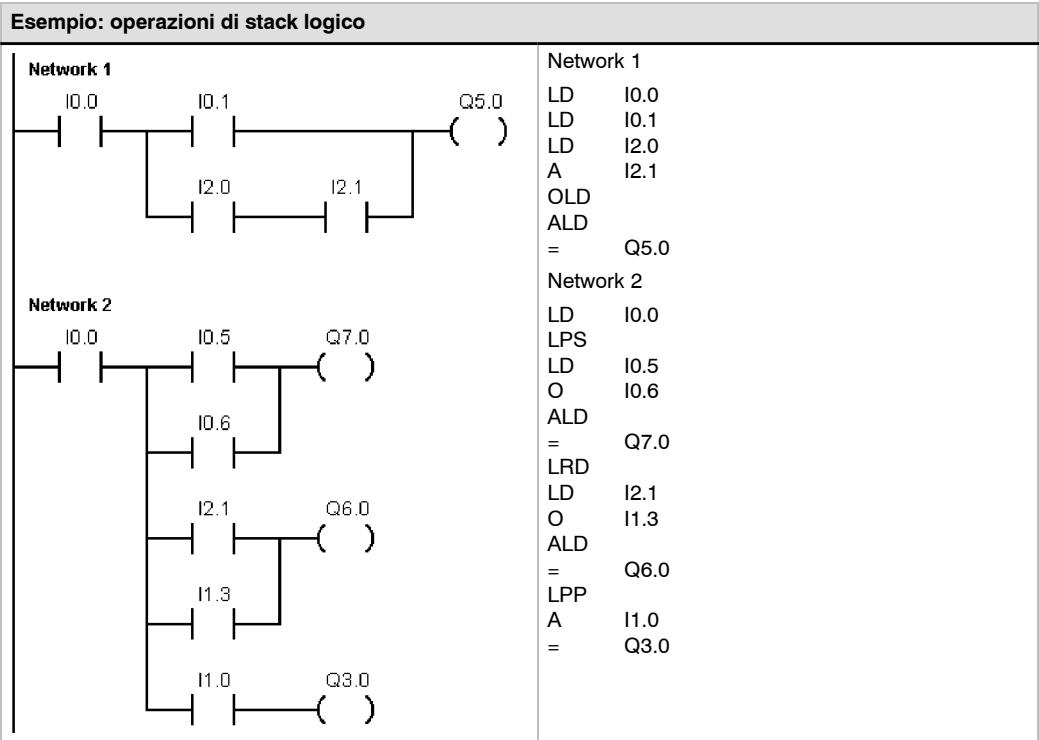 Esempio: operazioni di stack logico
Network 1
I0.0 I0.1 Q5.0
I2.0 I2.1
Network 2
I0.0 I0.5 Q7.0
I0.6
I2.1 Q6.0
I1.3
I1.0 Q3.0
Network 1
LD I0.0
LD I0.1
LD I2.0
A I2.1
OLD
ALD
= Q5.0
Network 2
LD I0.0
LPS
LD I0.5
O I0.6
ALD
= Q7.0
LRD
LD I2.1
O I1.3
ALD
= Q6.0
LPP
A I1.0
= Q3.0